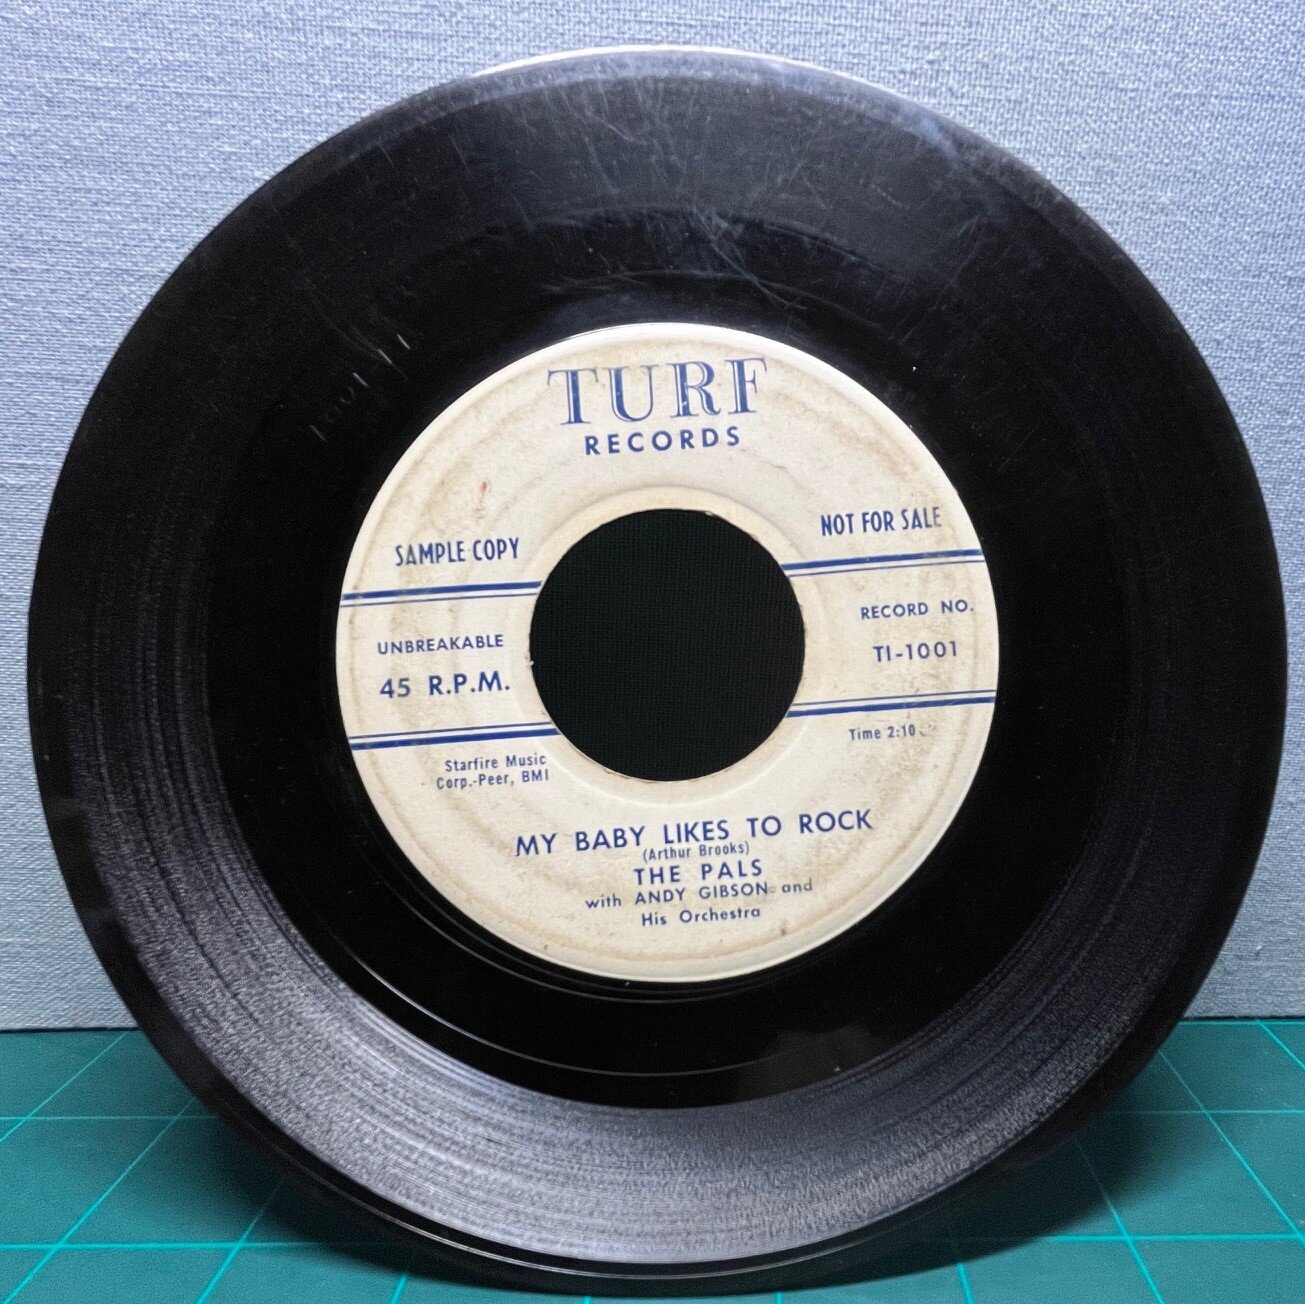 TURF
RECORDS
SAMPLE COPY
NOT FOR SALE
UNBREAKABLE
45 R.P.M.
RECORD NO.
TI-1001
Starfire Music
Corp.-Peer, BMI
Time 2:10
MY BABY LIKES TO ROCK
(Arthur Brooks)
THE PALS
with ANDY GIBSON and
His Orchestra